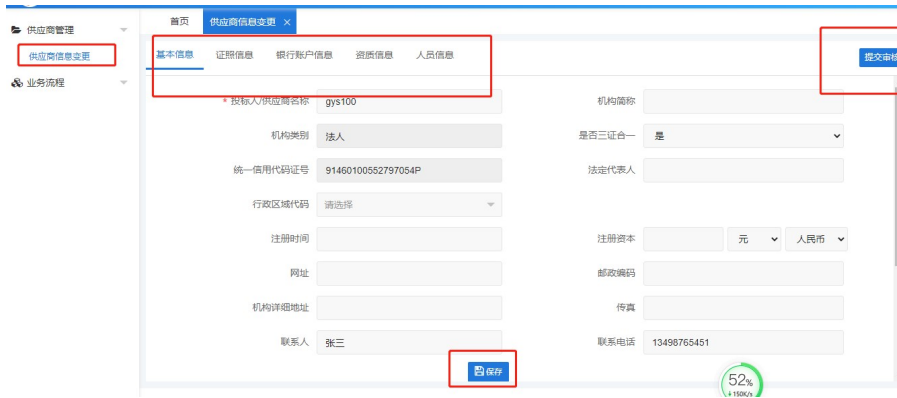 首页 供应商信息变更 ×
供应商管理
供应商信息变更
业务流程
基本信息 证照信息 银行账户信息 资质信息 人员信息
提交审核
* 投标人/供应商名称 gys100 机构简称
机构类别 法人 是否三证合一 是
统一信用代码证号 91460100552797054P 法定代表人
行政区域代码 请选择
注册时间 注册资本 元 人民币
网址 邮政编码
机构详细地址 传真
联系人 张三 联系电话 13498765451
保存
52%
150K/s